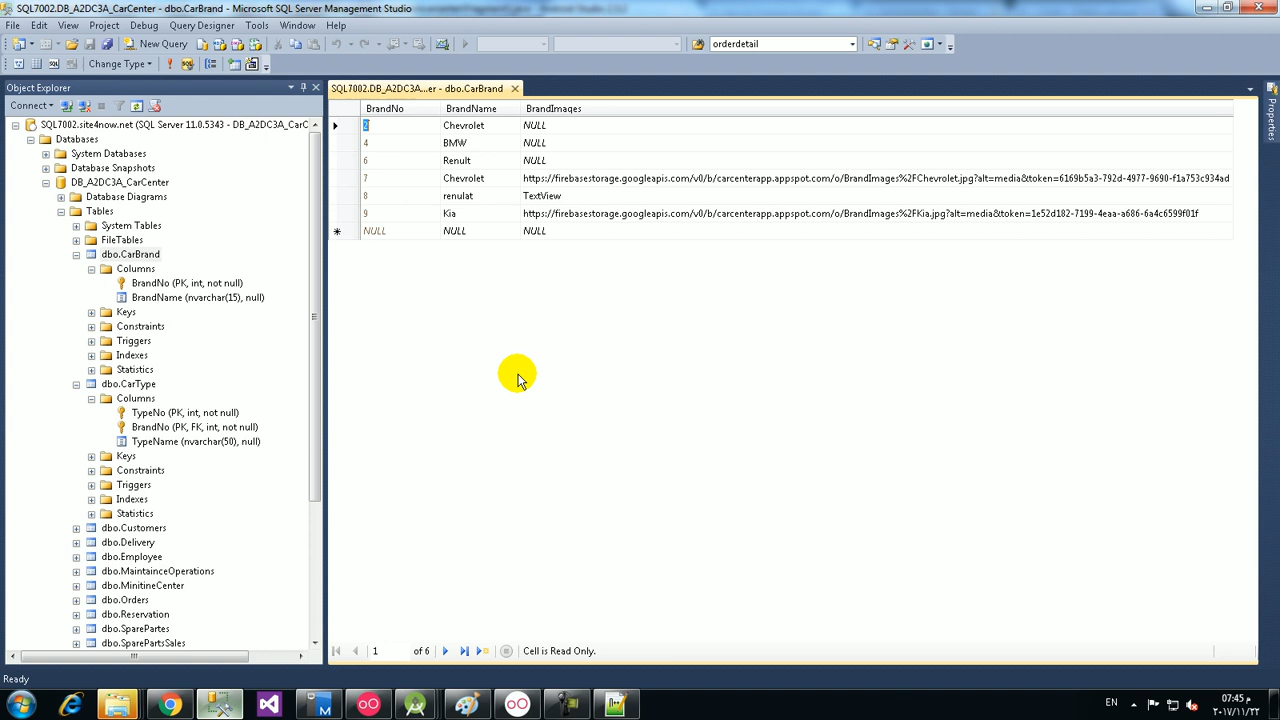 SQL7002.DB_A2DC3A_CarCenter - dbo.CarBrand - Microsoft SQL Server Management Studio
File Edit View Project Debug Query Designer Tools Window Help
New Query orderdetail
Change Type
Object Explorer
SQL7002.DB_A2DC3A...er - dbo.CarBrand
Connect
SQL7002.site4now.net (SQL Server 11.0.5343 - DB_A2DC3A_CarC
Databases
System Databases
Database Snapshots
DB_A2DC3A_CarCenter
Database Diagrams
Tables
System Tables
FileTables
dbo.CarBrand
Columns
BrandNo (PK, int, not null)
BrandName (nvarchar(15), null)
Keys
Constraints
Triggers
Indexes
Statistics
dbo.CarType
Columns
TypeNo (PK, int, not null)
BrandNo (PK, FK, int, not null)
TypeName (nvarchar(50), null)
Keys
Constraints
Triggers
Indexes
Statistics
dbo.Customers
dbo.Delivery
dbo.Employee
dbo.MaintainceOperations
dbo.MinitineCenter
dbo.Orders
dbo.Reservation
dbo.SparePartes
dbo.SparePartsSales
BrandNo BrandName BrandImages
2 Chevrolet NULL
4 BMW NULL
6 Renult NULL
7 Chevrolet https://firebasestorage.googleapis.com/v0/b/carcenterapp.appspot.com/o/BrandImages%2FChevrolet.jpg?alt=media&token=6169b5a3-792d-4977-9690-f1a753c934ad
8 renulat TextView
9 Kia https://firebasestorage.googleapis.com/v0/b/carcenterapp.appspot.com/o/BrandImages%2FKia.jpg?alt=media&token=1e52d182-7199-4eaa-a686-6a4c6599f01f
NULL NULL NULL
1 of 6 Cell is Read Only.
Properties
Ready
EN
07:45 م
٢٠١٧/١١/٢٢